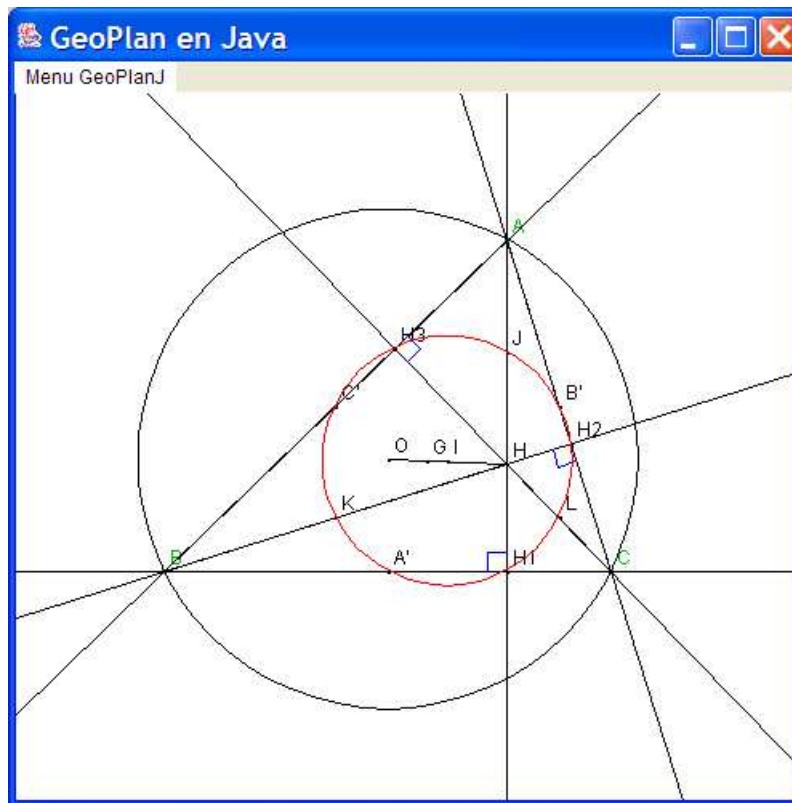 GeoPlan en Java
Menu GeoPlanJ
A
H3
J
C'
B'
H2
O
G I
H
K
L
B
A'
H1
C